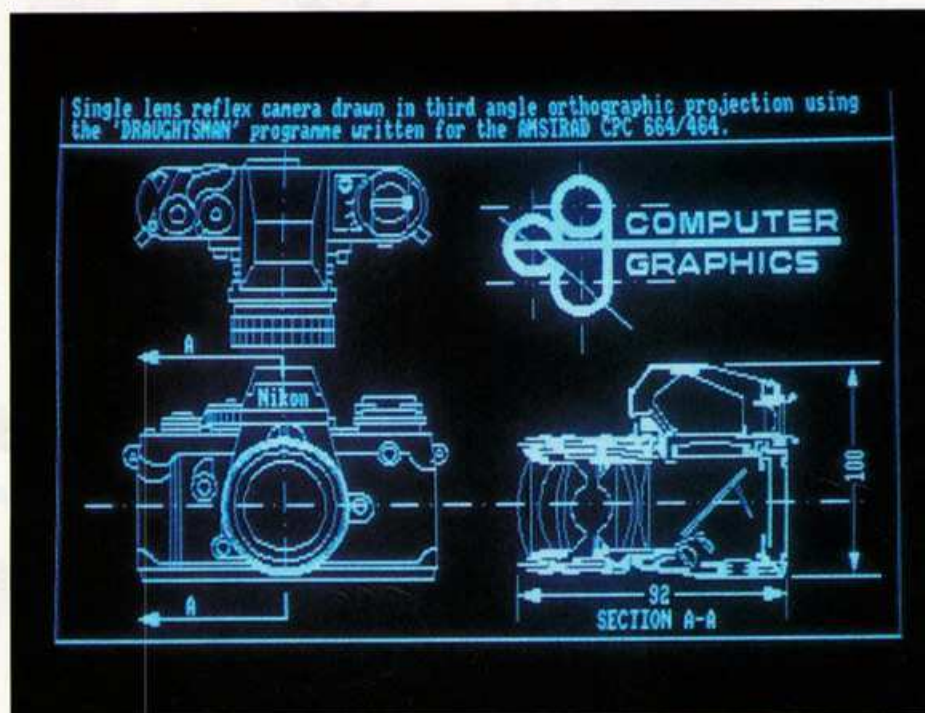 Single lens reflex camera drawn in third angle orthographic projection using
the 'DRAUGHTSMAN' programme written for the AMSTRAD CPC 664/464.
COMPUTER
GRAPHICS
A
Nikon
100
A
92
SECTION A-A